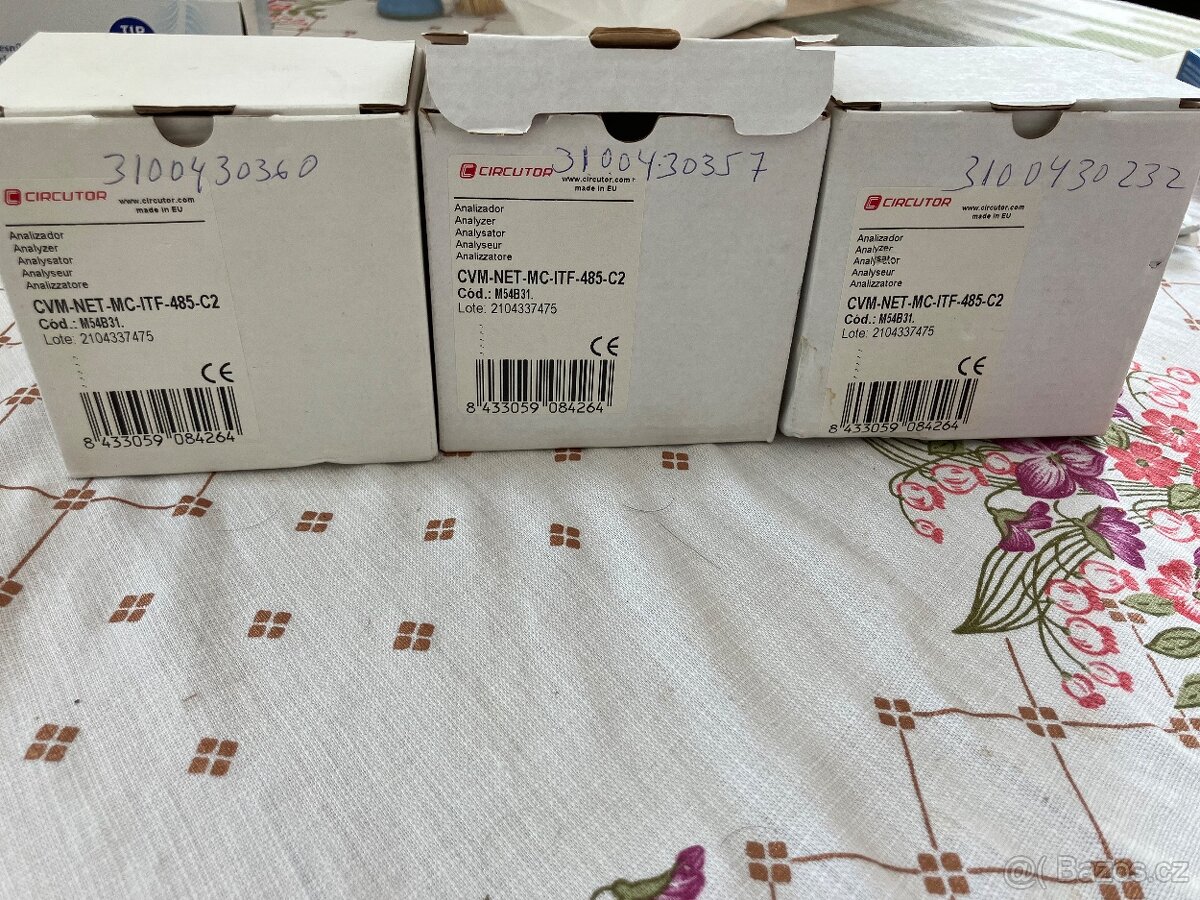 TIP
3100430360
CIRCUTOR www.circutor.com
made in EU
Analizador
Analyzer
Analysator
Analyseur
Analizzatore
CVM-NET-MC-ITF-485-C2
Cód.: M54B31.
Lote: 2104337475
CE
8 433059 084264
3100430357
CIRCUTOR www.circutor.com
made in EU
Analizador
Analyzer
Analysator
Analyseur
Analizzatore
CVM-NET-MC-ITF-485-C2
Cód.: M54B31.
Lote: 2104337475
CE
8 433059 084264
3100430232
CIRCUTOR www.circutor.com
made in EU
Analizador
Analyzer
Analysator
Analyseur
Analizzatore
CVM-NET-MC-ITF-485-C2
Cód.: M54B31.
Lote: 2104337475
CE
8 433059 084264
Bazoš.cz